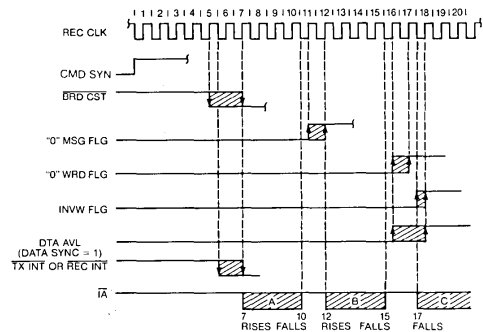 1 2 3 4 5 6 7 8 9 10 11 12 13 14 15 16 17 18 19 20
REC CLK
CMD SYN
BRD CST
"0" MSG FLG
"0" WRD FLG
INVW FLG
DTA AVL
(DATA SYNC = 1)
TX INT OR REC INT
IA A B C
7 10 12 15 17
RISES FALLS RISES FALLS FALLS